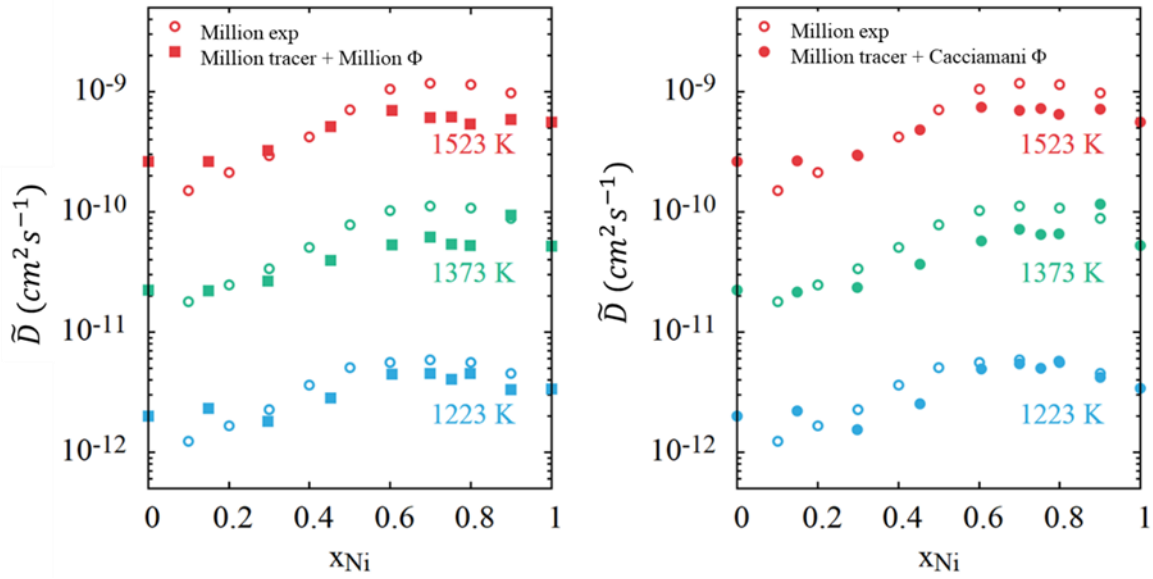 Million exp
Million tracer + Million Φ
10⁻⁹
10⁻¹⁰
10⁻¹¹
10⁻¹²
D̃ (cm² s⁻¹)
1523 K
1373 K
1223 K
0 0.2 0.4 0.6 0.8 1
xNi
Million exp
Million tracer + Cacciamani Φ
10⁻⁹
10⁻¹⁰
10⁻¹¹
10⁻¹²
D̃ (cm² s⁻¹)
1523 K
1373 K
1223 K
0 0.2 0.4 0.6 0.8 1
xNi